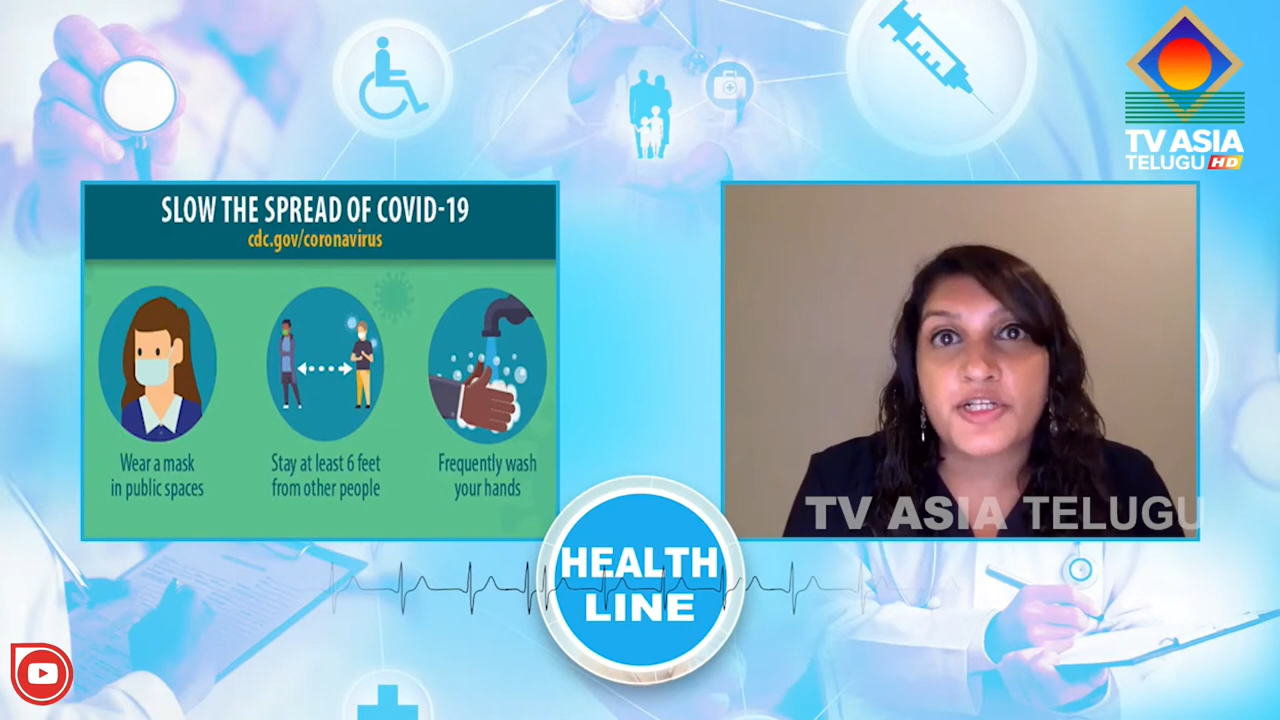 TV ASIA
TELUGU HD
SLOW THE SPREAD OF COVID-19
cdc.gov/coronavirus
Wear a mask
in public spaces
Stay at least 6 feet
from other people
Frequently wash
your hands
TV ASIA TELUGU
HEALTH
LINE